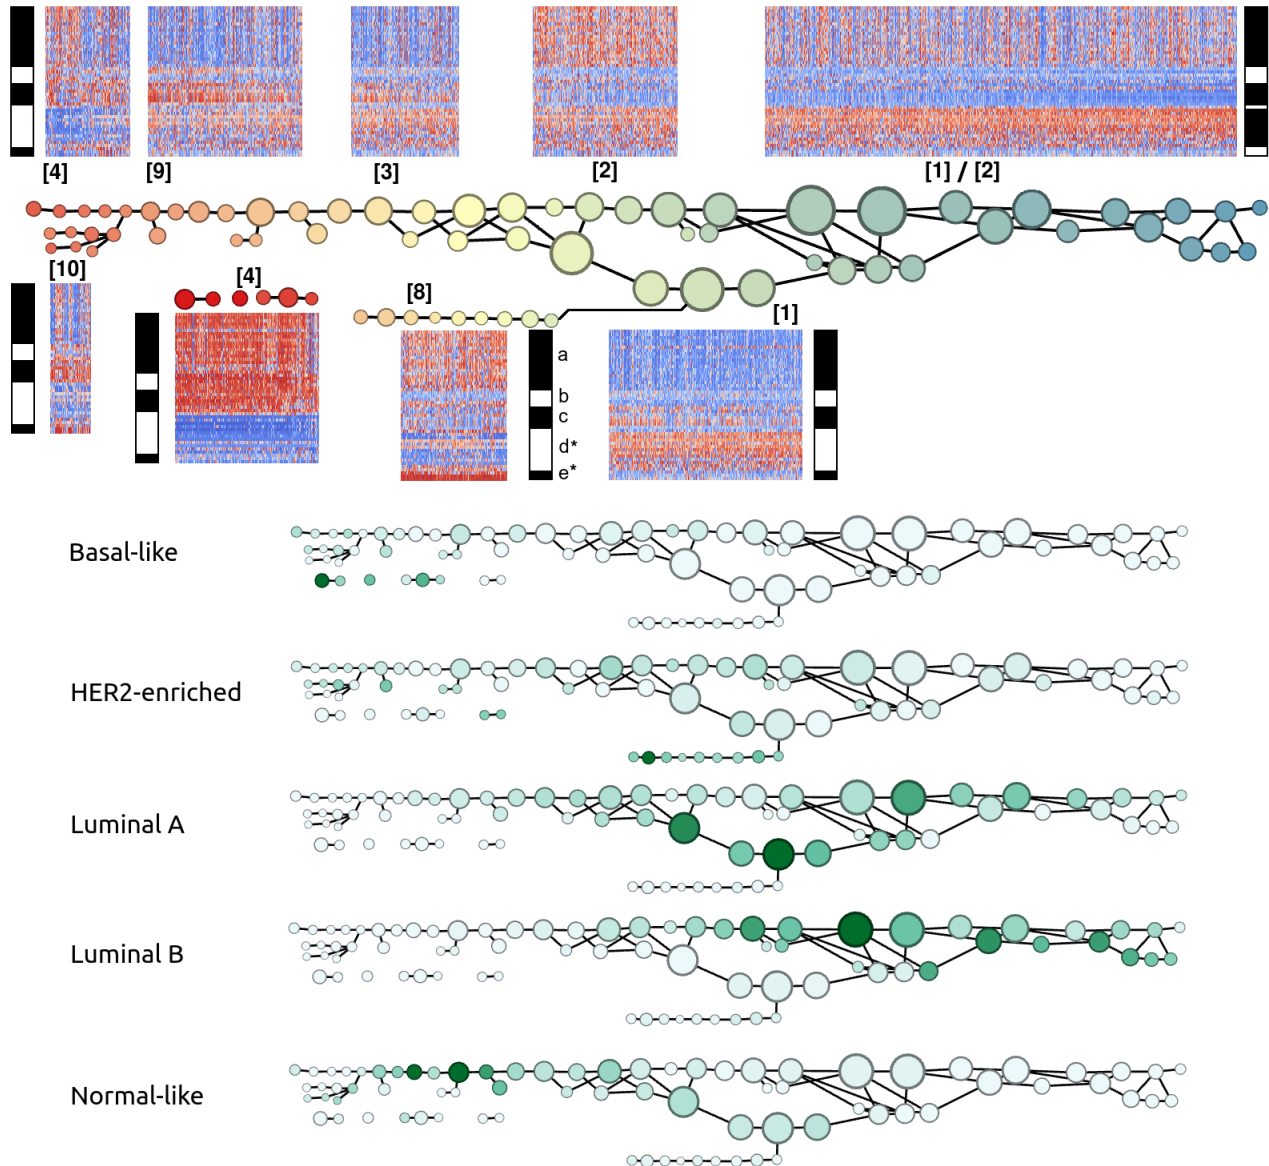 [4] [9] [3] [2] [1] / [2]
[10] [4] [8] [1]
a
b
c
d*
e*
Basal-like
HER2-enriched
Luminal A
Luminal B
Normal-like